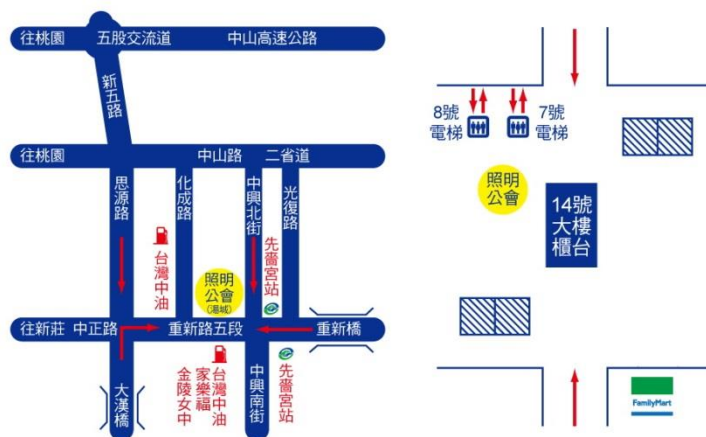 往桃園 五股交流道 中山高速公路
新五路
往桃園 中山路 二省道
思源路
化成路
中興北街
光復路
台灣中油
照明
公會
(湯城)
先嗇宮站
往新莊 中正路 重新路五段 重新橋
大漢橋
台灣中油
家樂福
金陵女中
中興南街
先嗇宮站
8號
電梯
7號
電梯
照明
公會
14號
大樓
櫃台
FamilyMart